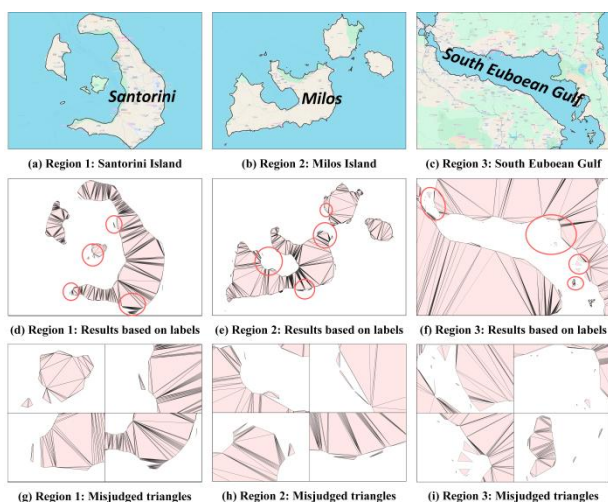 Santorini
Milos
South Euboean Gulf
(a) Region 1: Santorini Island
(b) Region 2: Milos Island
(c) Region 3: South Euboean Gulf
(d) Region 1: Results based on labels
(e) Region 2: Results based on labels
(f) Region 3: Results based on labels
(g) Region 1: Misjudged triangles
(h) Region 2: Misjudged triangles
(i) Region 3: Misjudged triangles